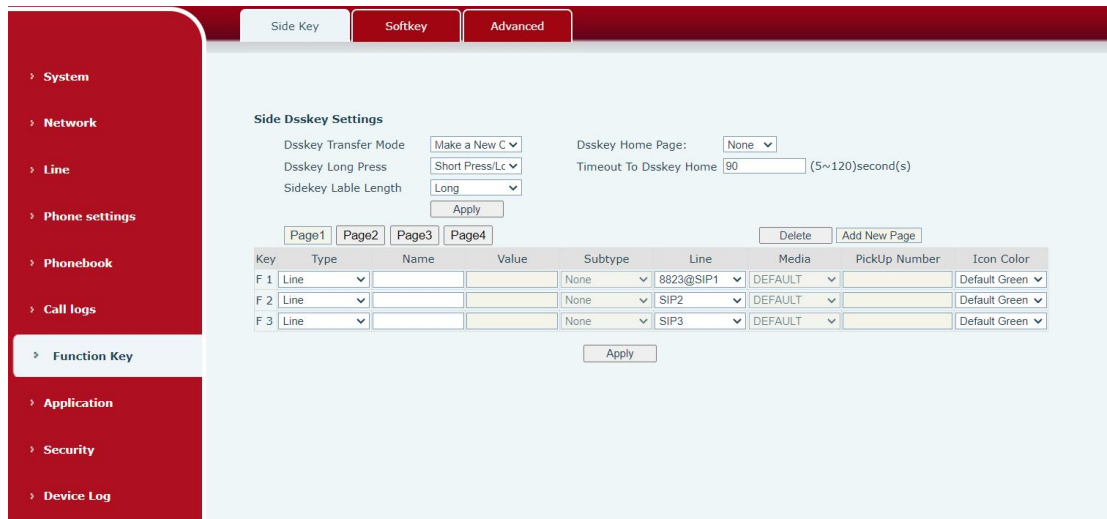 Side Key Softkey Advanced
System
Network
Line
Phone settings
Phonebook
Call logs
Function Key
Application
Security
Device Log
Side Dsskey Settings
Dsskey Transfer Mode Make a New C Dsskey Home Page: None
Dsskey Long Press Short Press/Lc Timeout To Dsskey Home 90 (5~120)second(s)
Sidekey Lable Length Long
Apply
Page1 Page2 Page3 Page4 Delete Add New Page
Key Type Name Value Subtype Line Media PickUp Number Icon Color
F 1 Line None 8823@SIP1 DEFAULT Default Green
F 2 Line None SIP2 DEFAULT Default Green
F 3 Line None SIP3 DEFAULT Default Green
Apply